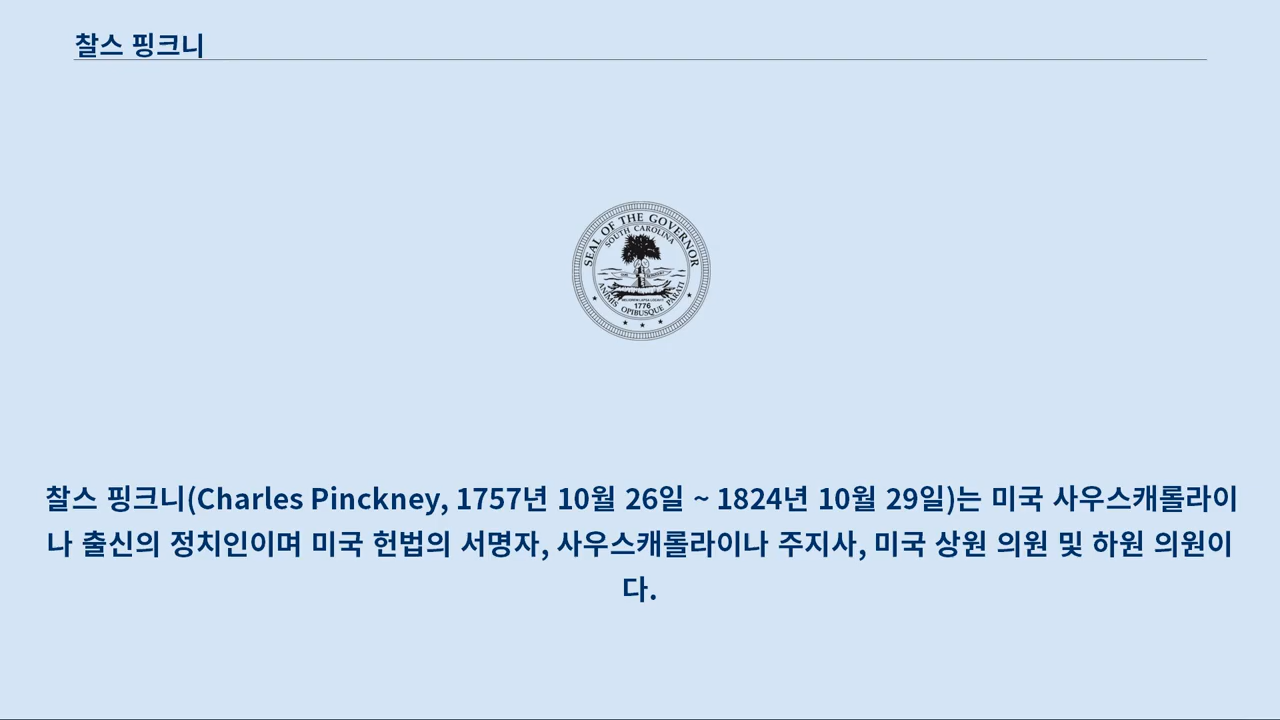 찰스 핑크니
SEAL OF THE GOVERNOR
SOUTH CAROLINA
1776
ANIMIS OPIBUSQUE PARATI
찰스 핑크니(Charles Pinckney, 1757년 10월 26일 ~ 1824년 10월 29일)는 미국 사우스캐롤라이
나 출신의 정치인이며 미국 헌법의 서명자, 사우스캐롤라이나 주지사, 미국 상원 의원 및 하원 의원이
다.